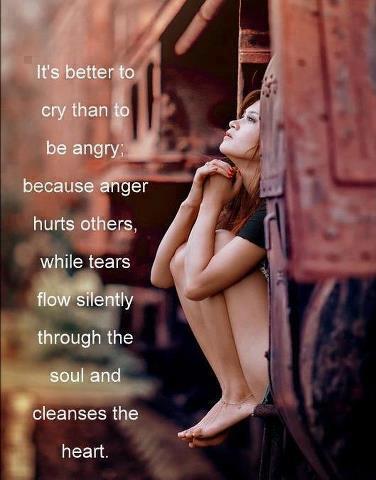 It's better to
cry than to
be angry;
because anger
hurts others,
while tears
flow silently
through the
soul and
cleanses the
heart.